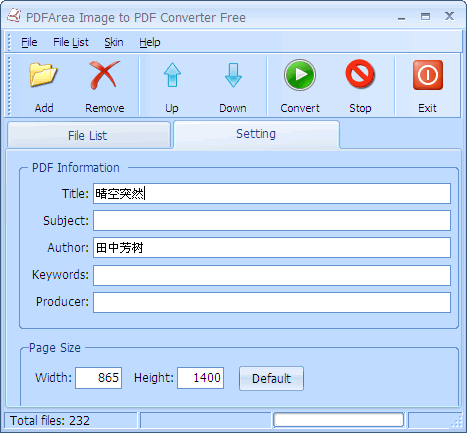 PDFArea Image to PDF Converter Free
File File List Skin Help
Add Remove Up Down Convert Stop Exit
File List Setting
PDF Information
Title: 晴空突然
Subject:
Author: 田中芳树
Keywords:
Producer:
Page Size
Width: 865 Height: 1400 Default
Total files: 232